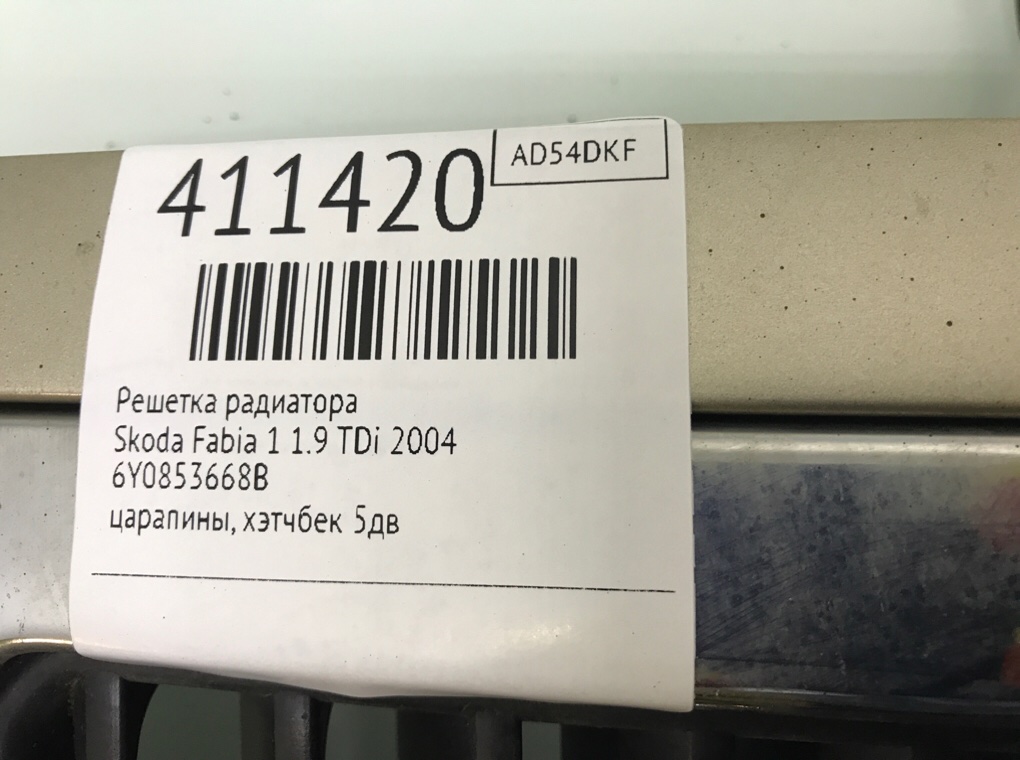 411420
AD54DKF
Решетка радиатора
Skoda Fabia 1 1.9 TDi 2004
6Y0853668B
царапины, хэтчбек 5дв